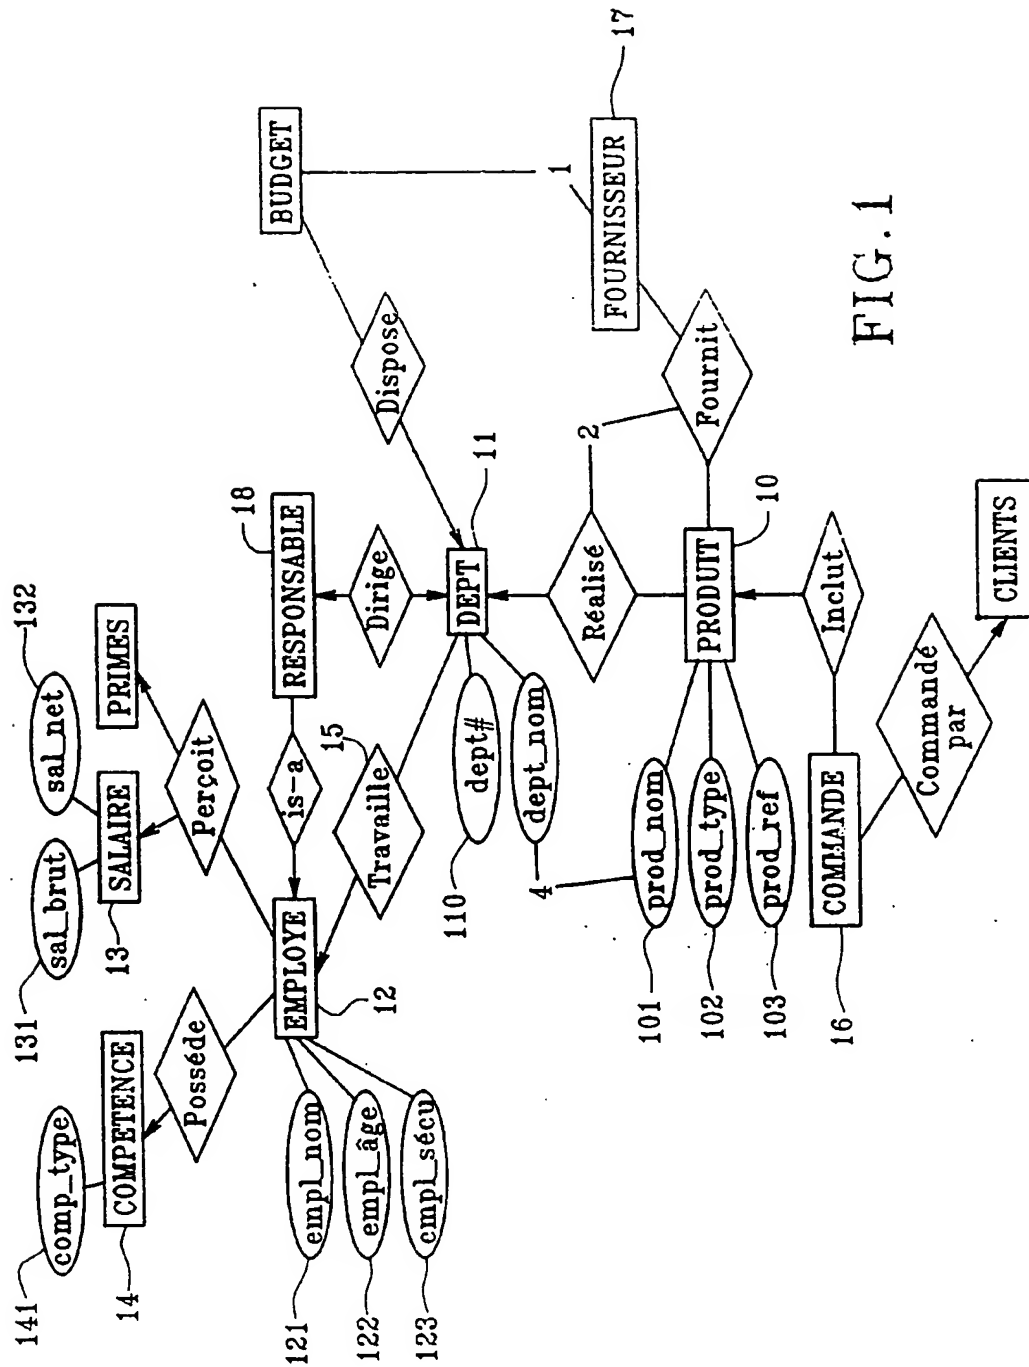 141
comp_type
14
COMPETENCE
Posséde
131
sal_brut
132
sal_net
13
SALAIRE
PRIMES
Perçoit
121
empl_nom
122
empl_âge
123
empl_sécu
EMPLOYE
12
is-a
18
RESPONSABLE
Travaille
15
Dirige
BUDGET
Dispose
110
dept#
dept_nom
DEPT
11
4
Réalisé
2
1
FOURNISSEUR
17
101
prod_nom
102
prod_type
103
prod_ref
PRODUIT
10
Fournit
16
COMMANDE
Inclut
Commandé
par
CLIENTS
FIG.1